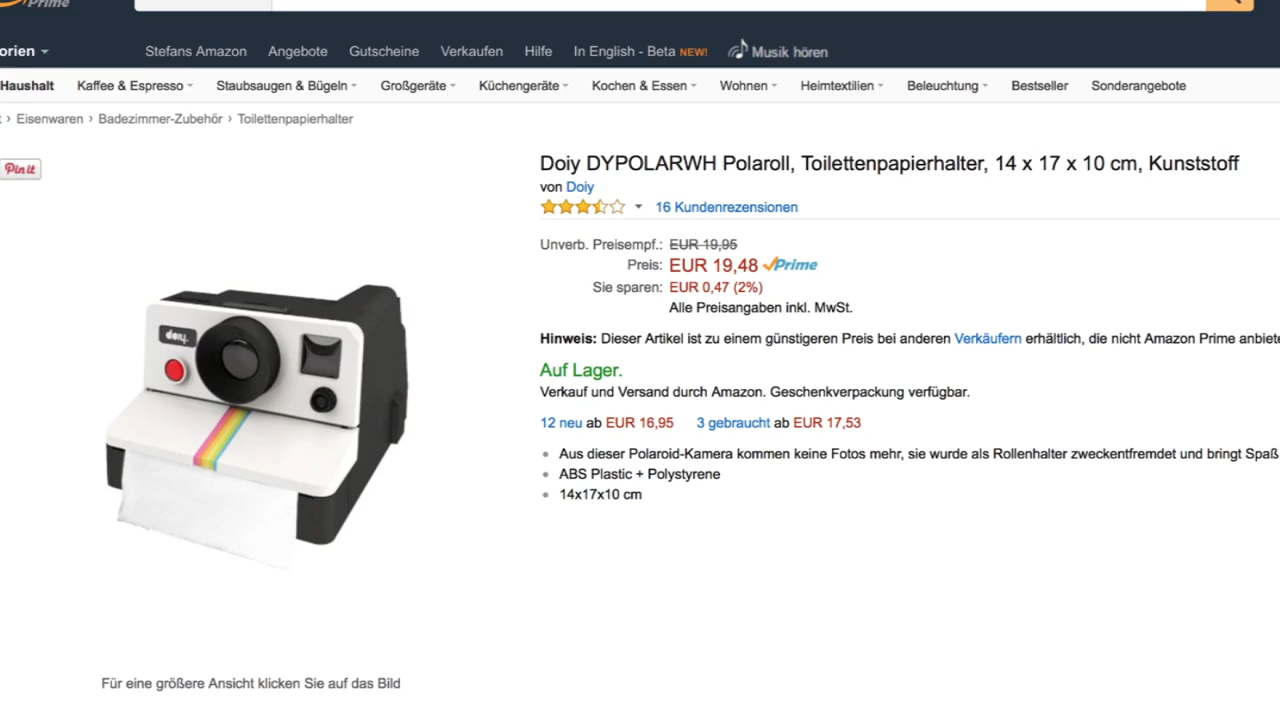 Prime
orien
Stefans Amazon Angebote Gutscheine Verkaufen Hilfe In English - Beta NEW! Musik hören
Haushalt Kaffee & Espresso Staubsaugen & Bügeln Großgeräte Küchengeräte Kochen & Essen Wohnen Heimtextilien Beleuchtung Bestseller Sonderangebote
› Eisenwaren › Badezimmer-Zubehör › Toilettenpapierhalter
Pin it
Doiy DYPOLARWH Polaroll, Toilettenpapierhalter, 14 x 17 x 10 cm, Kunststoff
von Doiy
16 Kundenrezensionen
Unverb. Preisempf.: EUR 19,95
Preis: EUR 19,48 Prime
Sie sparen: EUR 0,47 (2%)
Alle Preisangaben inkl. MwSt.
Hinweis: Dieser Artikel ist zu einem günstigeren Preis bei anderen Verkäufern erhältlich, die nicht Amazon Prime anbiete
Auf Lager.
Verkauf und Versand durch Amazon. Geschenkverpackung verfügbar.
12 neu ab EUR 16,95 3 gebraucht ab EUR 17,53
Aus dieser Polaroid-Kamera kommen keine Fotos mehr, sie wurde als Rollenhalter zweckentfremdet und bringt Spaß
ABS Plastic + Polystyrene
14x17x10 cm
doiy.
Für eine größere Ansicht klicken Sie auf das Bild